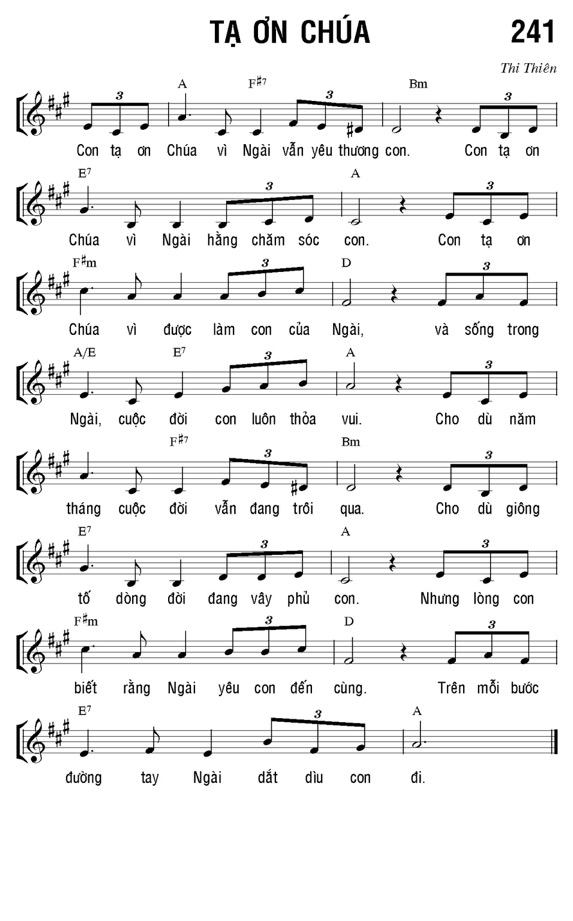 TẠ ƠN CHÚA 241
Thi Thiên
3 A F#7 3 Bm 3
Con tạ ơn Chúa vì Ngài vẫn yêu thương con. Con tạ ơn
E7 3 A 3
Chúa vì Ngài hằng chăm sóc con. Con tạ ơn
F#m 3 D 3
Chúa vì được làm con của Ngài, và sống trong
A/E E7 3 A 3
Ngài, cuộc đời con luôn thỏa vui. Cho dù năm
F#7 3 Bm 3
tháng cuộc đời vẫn đang trôi qua. Cho dù giông
E7 3 A 3
tố dòng đời đang vây phủ con. Nhưng lòng con
F#m 3 D 3
biết rằng Ngài yêu con đến cùng. Trên mỗi bước
E7 3 A
đường tay Ngài dắt dìu con đi.